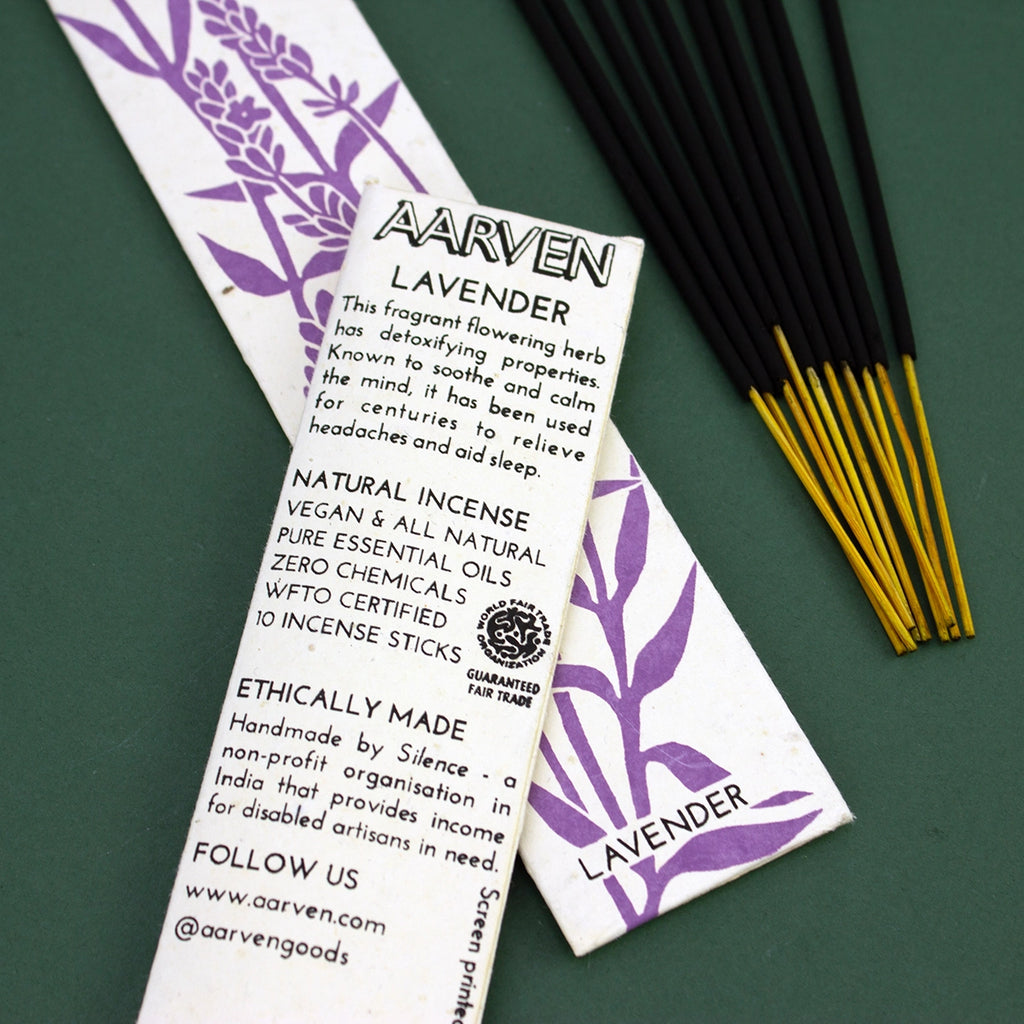 AARVEN
LAVENDER
This fragrant flowering herb
has detoxifying properties.
Known to soothe and calm
the mind, it has been used
for centuries to relieve
headaches and aid sleep.
NATURAL INCENSE
VEGAN & ALL NATURAL
PURE ESSENTIAL OILS
ZERO CHEMICALS
WFTO CERTIFIED
10 INCENSE STICKS
WORLD FAIR TRADE
ORGANIZATION
GUARANTEED
FAIR TRADE
ETHICALLY MADE
Handmade by Silence - a
non-profit organisation in
India that provides income
for disabled artisans in need.
FOLLOW US
www.aarven.com
@aarvengoods
Screen printed
LAVENDER